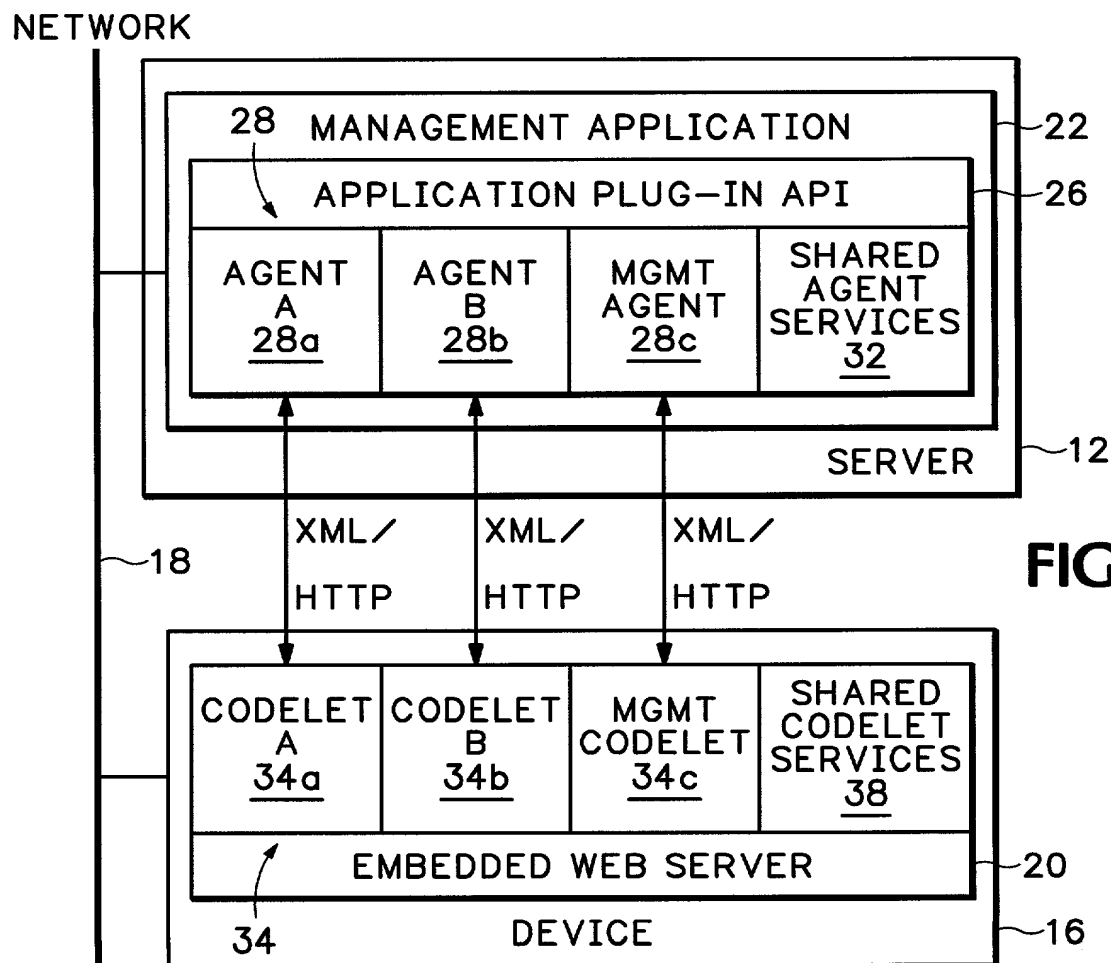 NETWORK
28
MANAGEMENT APPLICATION
22
APPLICATION PLUG-IN API
26
AGENT
A
28a
AGENT
B
28b
MGMT
AGENT
28c
SHARED
AGENT
SERVICES
32
SERVER
12
XML/
HTTP
XML/
HTTP
XML/
HTTP
18
FIG
CODELET
A
34a
CODELET
B
34b
MGMT
CODELET
34c
SHARED
CODELET
SERVICES
38
EMBEDDED WEB SERVER
20
34
DEVICE
16